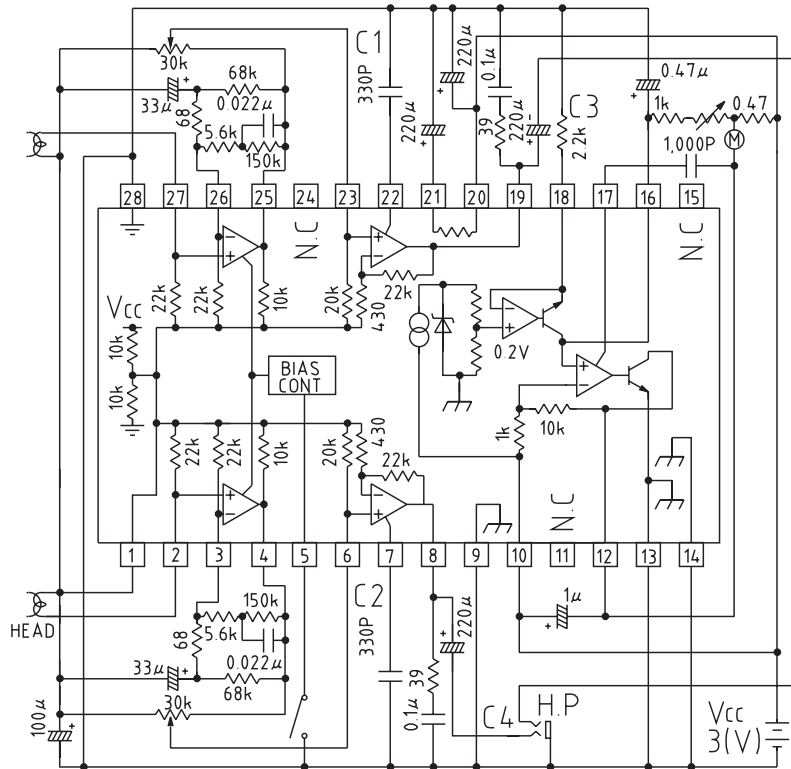 30k
C1
68k
33μ
+
68
0.022μ
5.6k
150k
330P
220μ
+
220μ
+
0.1μ
39
220μ
-
+
C3
2.2k
0.47μ
+
1k
0.47
1,000P
M
28
27
26
25
24
23
22
21
20
19
18
17
16
15
N.C
N.C
−
+
+
−
22k
22k
10k
20k
430
22k
Vcc
10k
10k
−
+
0.2V
+
−
BIAS
CONT
1k
10k
22k
22k
10k
20k
430
22k
+
−
−
+
N.C
1
2
3
4
5
6
7
8
9
10
11
12
13
14
HEAD
68
5.6k
150k
33μ
+
0.022μ
68k
30k
100μ
+
C2
330P
220μ
+
39
0.1μ
C4
H.P
1μ
+
Vcc
3(V)